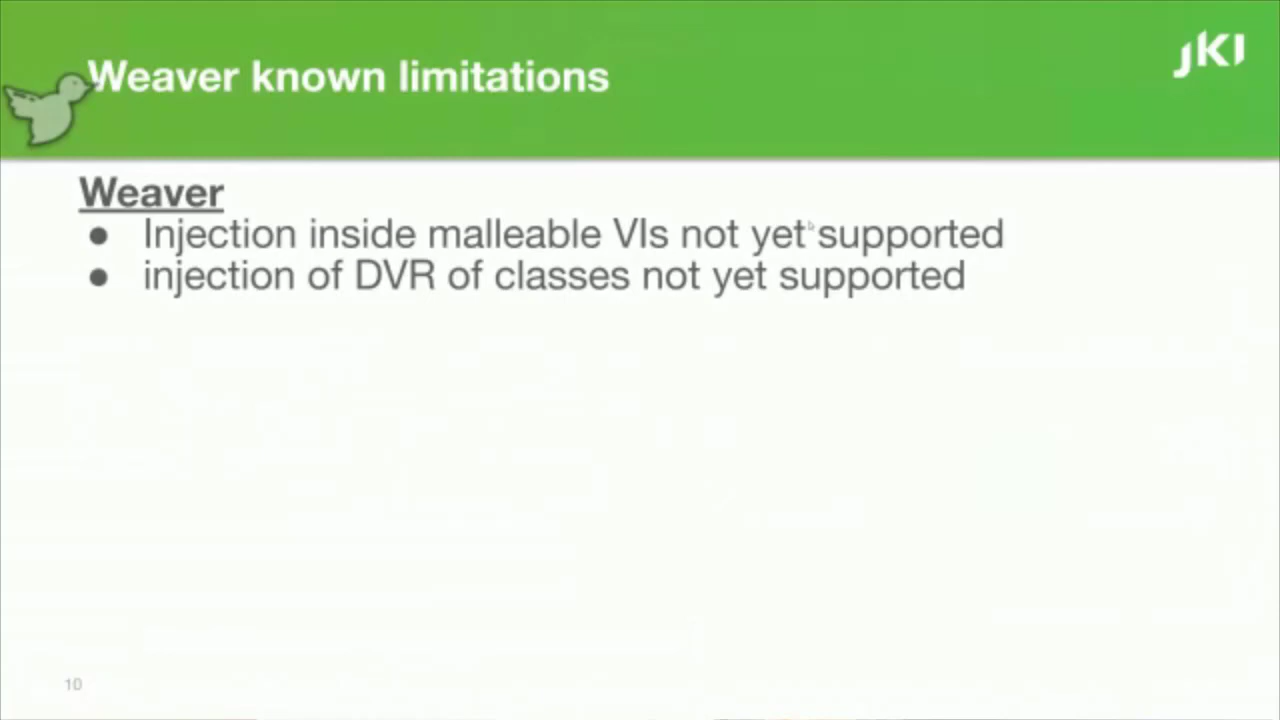 Weaver known limitations
JKI
Weaver
● Injection inside malleable VIs not yet supported
● injection of DVR of classes not yet supported
10